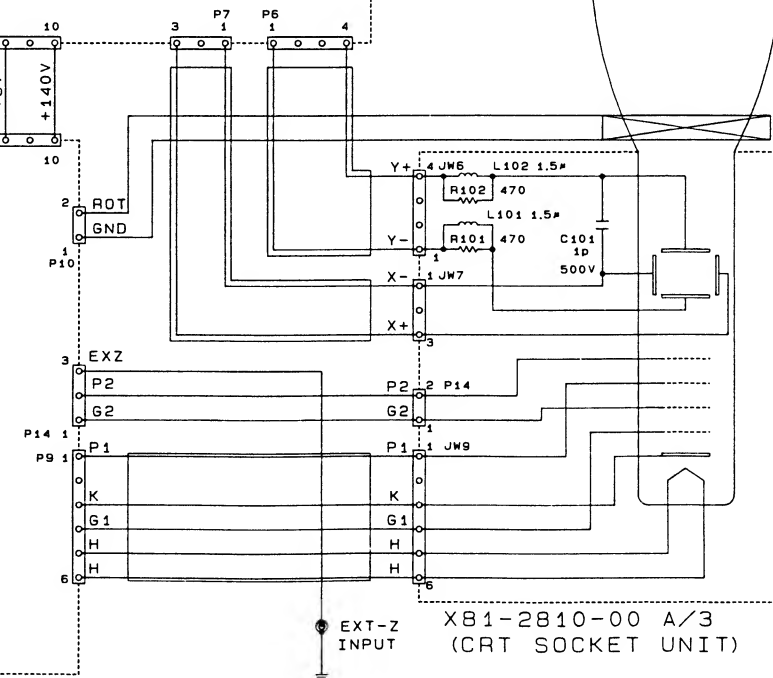 P7 P6
10 3 1 1 4
+140V
10
Y+ 4 JW6 L102 1.5μ
R102 470
2 ROT
L101 1.5μ
GND
Y- R101 470 C101
1 1 1p
P10 500V
X- 1 JW7
X+
3
3 EXZ
P2 P2 2 P14
G2 G2
P14 1 1
P9 1 P1 P1 1 JW9
K K
G1 G1
H H
H H
6 6
EXT-Z X81-2810-00 A/3
INPUT (CRT SOCKET UNIT)